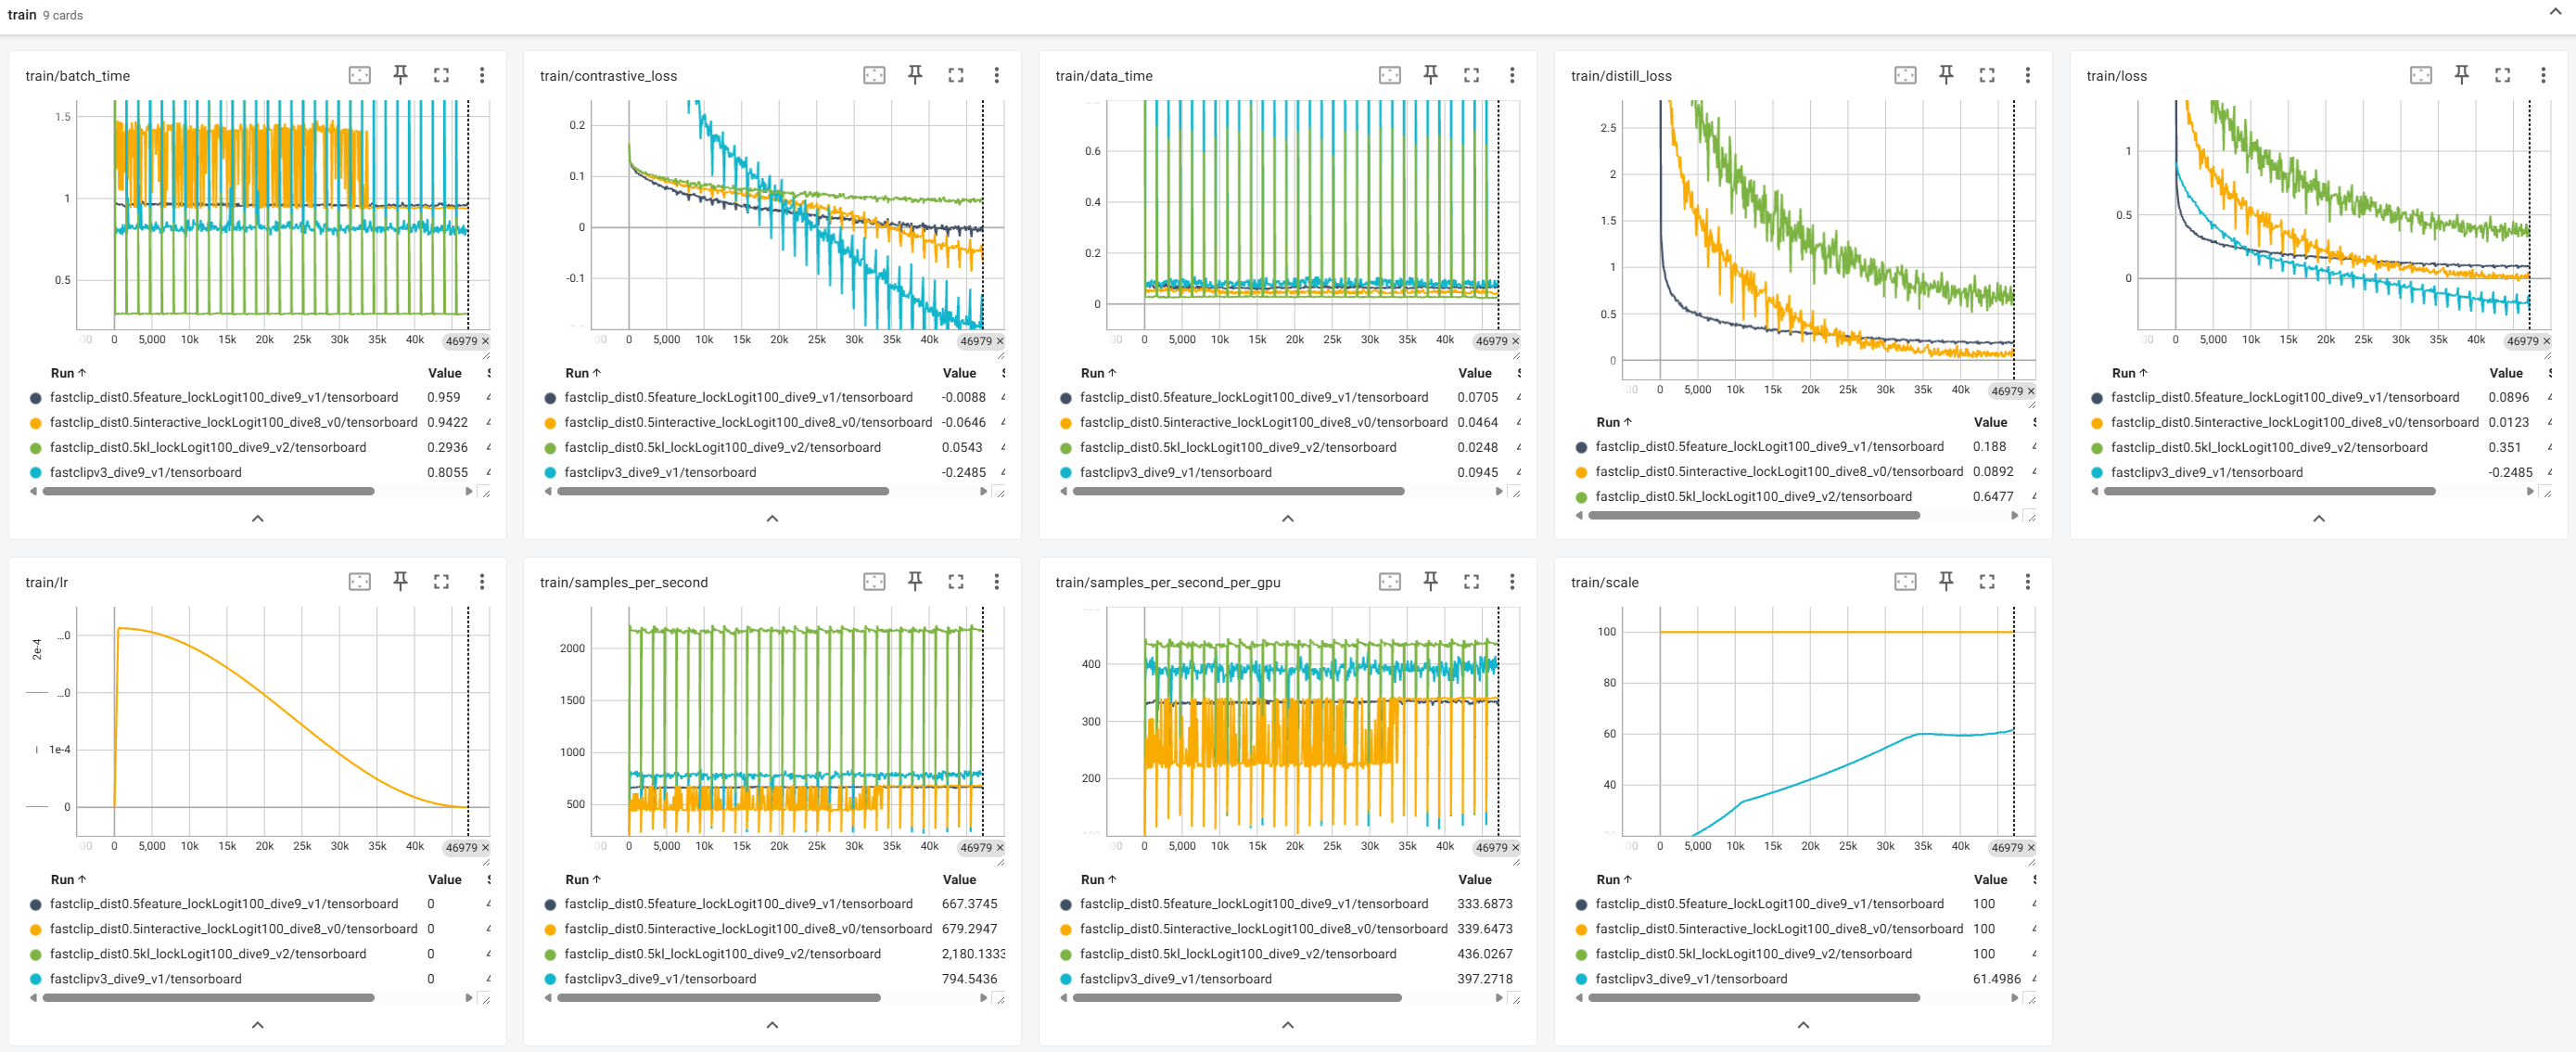 train 9 cards
train/batch_time
1.5
1
0.5
0 5,000 10k 15k 20k 25k 30k 35k 40k 46979
Run ↑ Value
fastclip_dist0.5feature_lockLogit100_dive9_v1/tensorboard 0.959
fastclip_dist0.5interactive_lockLogit100_dive8_v0/tensorboard 0.9422
fastclip_dist0.5kl_lockLogit100_dive9_v2/tensorboard 0.2936
fastclipv3_dive9_v1/tensorboard 0.8055
train/contrastive_loss
0.2
0.1
0
-0.1
0 5,000 10k 15k 20k 25k 30k 35k 40k 46979
Run ↑ Value
fastclip_dist0.5feature_lockLogit100_dive9_v1/tensorboard -0.0088
fastclip_dist0.5interactive_lockLogit100_dive8_v0/tensorboard -0.0646
fastclip_dist0.5kl_lockLogit100_dive9_v2/tensorboard 0.0543
fastclipv3_dive9_v1/tensorboard -0.2485
train/data_time
0.6
0.4
0.2
0
0 5,000 10k 15k 20k 25k 30k 35k 40k 46979
Run ↑ Value
fastclip_dist0.5feature_lockLogit100_dive9_v1/tensorboard 0.0705
fastclip_dist0.5interactive_lockLogit100_dive8_v0/tensorboard 0.0464
fastclip_dist0.5kl_lockLogit100_dive9_v2/tensorboard 0.0248
fastclipv3_dive9_v1/tensorboard 0.0945
train/distill_loss
2.5
2
1.5
1
0.5
0
0 5,000 10k 15k 20k 25k 30k 35k 40k 46979
Run ↑ Value
fastclip_dist0.5feature_lockLogit100_dive9_v1/tensorboard 0.188
fastclip_dist0.5interactive_lockLogit100_dive8_v0/tensorboard 0.0892
fastclip_dist0.5kl_lockLogit100_dive9_v2/tensorboard 0.6477
train/loss
1
0.5
0
0 5,000 10k 15k 20k 25k 30k 35k 40k 46979
Run ↑ Value
fastclip_dist0.5feature_lockLogit100_dive9_v1/tensorboard 0.0896
fastclip_dist0.5interactive_lockLogit100_dive8_v0/tensorboard 0.0123
fastclip_dist0.5kl_lockLogit100_dive9_v2/tensorboard 0.351
fastclipv3_dive9_v1/tensorboard -0.2485
train/lr
2e-4
...0
...0
1e-4
0
0 5,000 10k 15k 20k 25k 30k 35k 40k 46979
Run ↑ Value
fastclip_dist0.5feature_lockLogit100_dive9_v1/tensorboard 0
fastclip_dist0.5interactive_lockLogit100_dive8_v0/tensorboard 0
fastclip_dist0.5kl_lockLogit100_dive9_v2/tensorboard 0
fastclipv3_dive9_v1/tensorboard 0
train/samples_per_second
2000
1500
1000
500
0 5,000 10k 15k 20k 25k 30k 35k 40k 46979
Run ↑ Value
fastclip_dist0.5feature_lockLogit100_dive9_v1/tensorboard 667.3745
fastclip_dist0.5interactive_lockLogit100_dive8_v0/tensorboard 679.2947
fastclip_dist0.5kl_lockLogit100_dive9_v2/tensorboard 2,180.1333
fastclipv3_dive9_v1/tensorboard 794.5436
train/samples_per_second_per_gpu
400
300
200
0 5,000 10k 15k 20k 25k 30k 35k 40k 46979
Run ↑ Value
fastclip_dist0.5feature_lockLogit100_dive9_v1/tensorboard 333.6873
fastclip_dist0.5interactive_lockLogit100_dive8_v0/tensorboard 339.6473
fastclip_dist0.5kl_lockLogit100_dive9_v2/tensorboard 436.0267
fastclipv3_dive9_v1/tensorboard 397.2718
train/scale
100
80
60
40
0 5,000 10k 15k 20k 25k 30k 35k 40k 46979
Run ↑ Value
fastclip_dist0.5feature_lockLogit100_dive9_v1/tensorboard 100
fastclip_dist0.5interactive_lockLogit100_dive8_v0/tensorboard 100
fastclip_dist0.5kl_lockLogit100_dive9_v2/tensorboard 100
fastclipv3_dive9_v1/tensorboard 61.4986